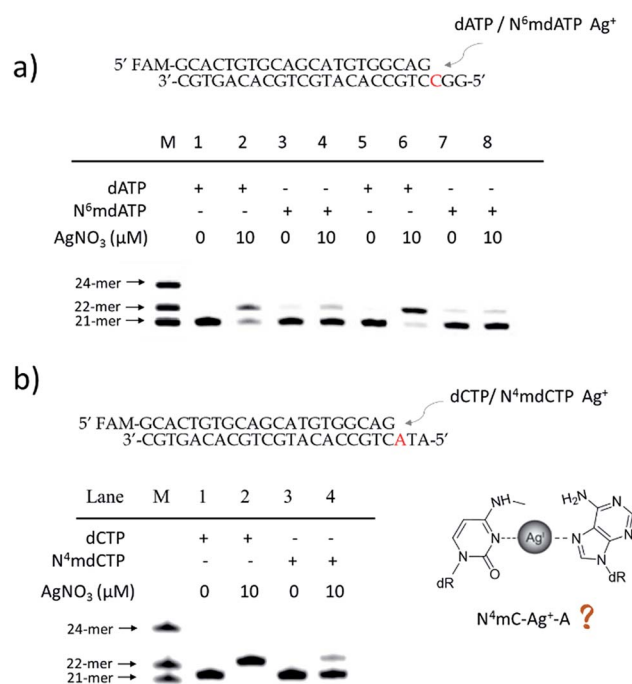 dATP / N⁶mdATP Ag⁺
a)
5′ FAM-GCACTGTGCAGCATGTGGCAG
3′-CGTGACACGTCGTACACCGTCCGG-5′
M 1 2 3 4 5 6 7 8
dATP + + - - + + - -
N⁶mdATP - - + + - - + +
AgNO₃ (µM) 0 10 0 10 0 10 0 10
24-mer
22-mer
21-mer
b)
dCTP/ N⁴mdCTP Ag⁺
5′ FAM-GCACTGTGCAGCATGTGGCAG
3′-CGTGACACGTCGTACACCGTCATA-5′
Lane M 1 2 3 4
dCTP + + - -
N⁴mdCTP - - + +
AgNO₃ (µM) 0 10 0 10
24-mer
22-mer
21-mer
NH
N
N
O
dR
Agᴵ
H₂N
N
N
N
N
dR
N⁴mC-Ag⁺-A ?